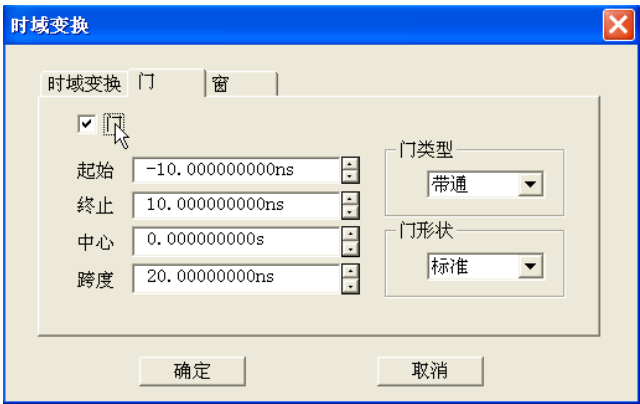 时域变换
时域变换 门 窗
门
起始 -10.000000000ns
终止 10.000000000ns
中心 0.000000000s
跨度 20.00000000ns
门类型
带通
门形状
标准
确定 取消